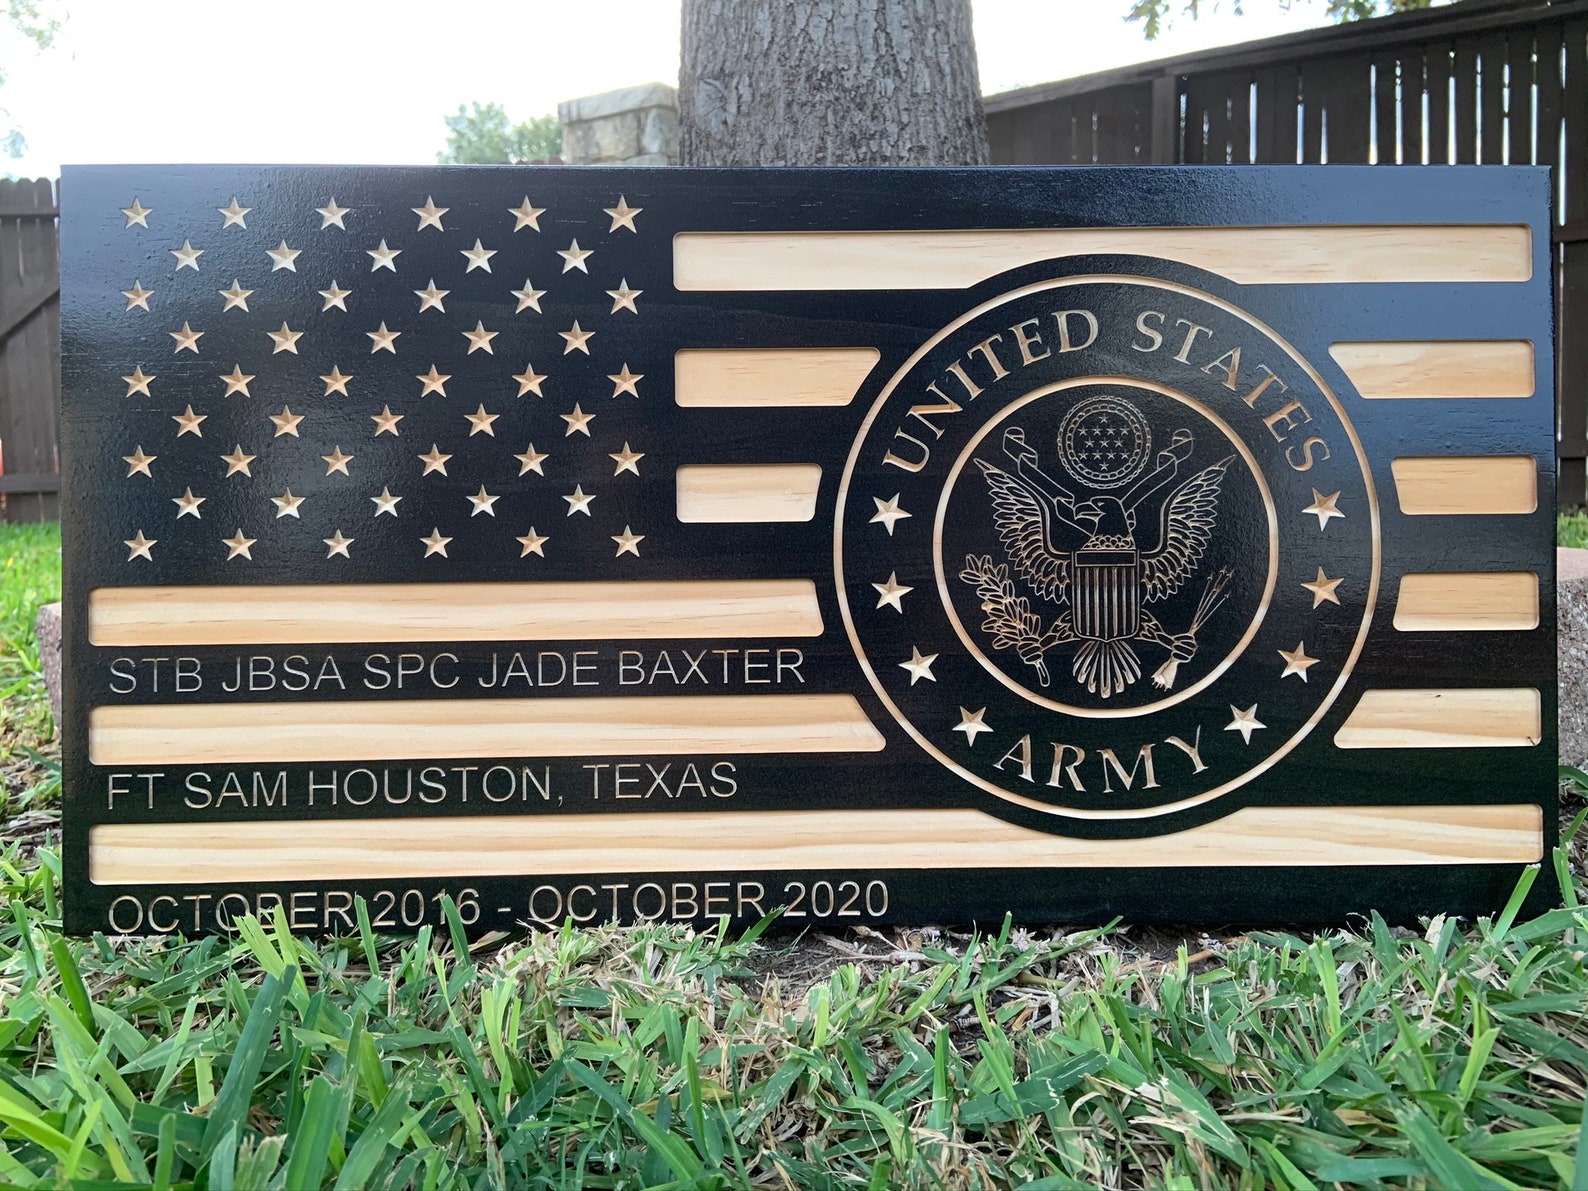 UNITED STATES
ARMY
STB JBSA SPC JADE BAXTER
FT SAM HOUSTON, TEXAS
OCTOBER 2016 - OCTOBER 2020